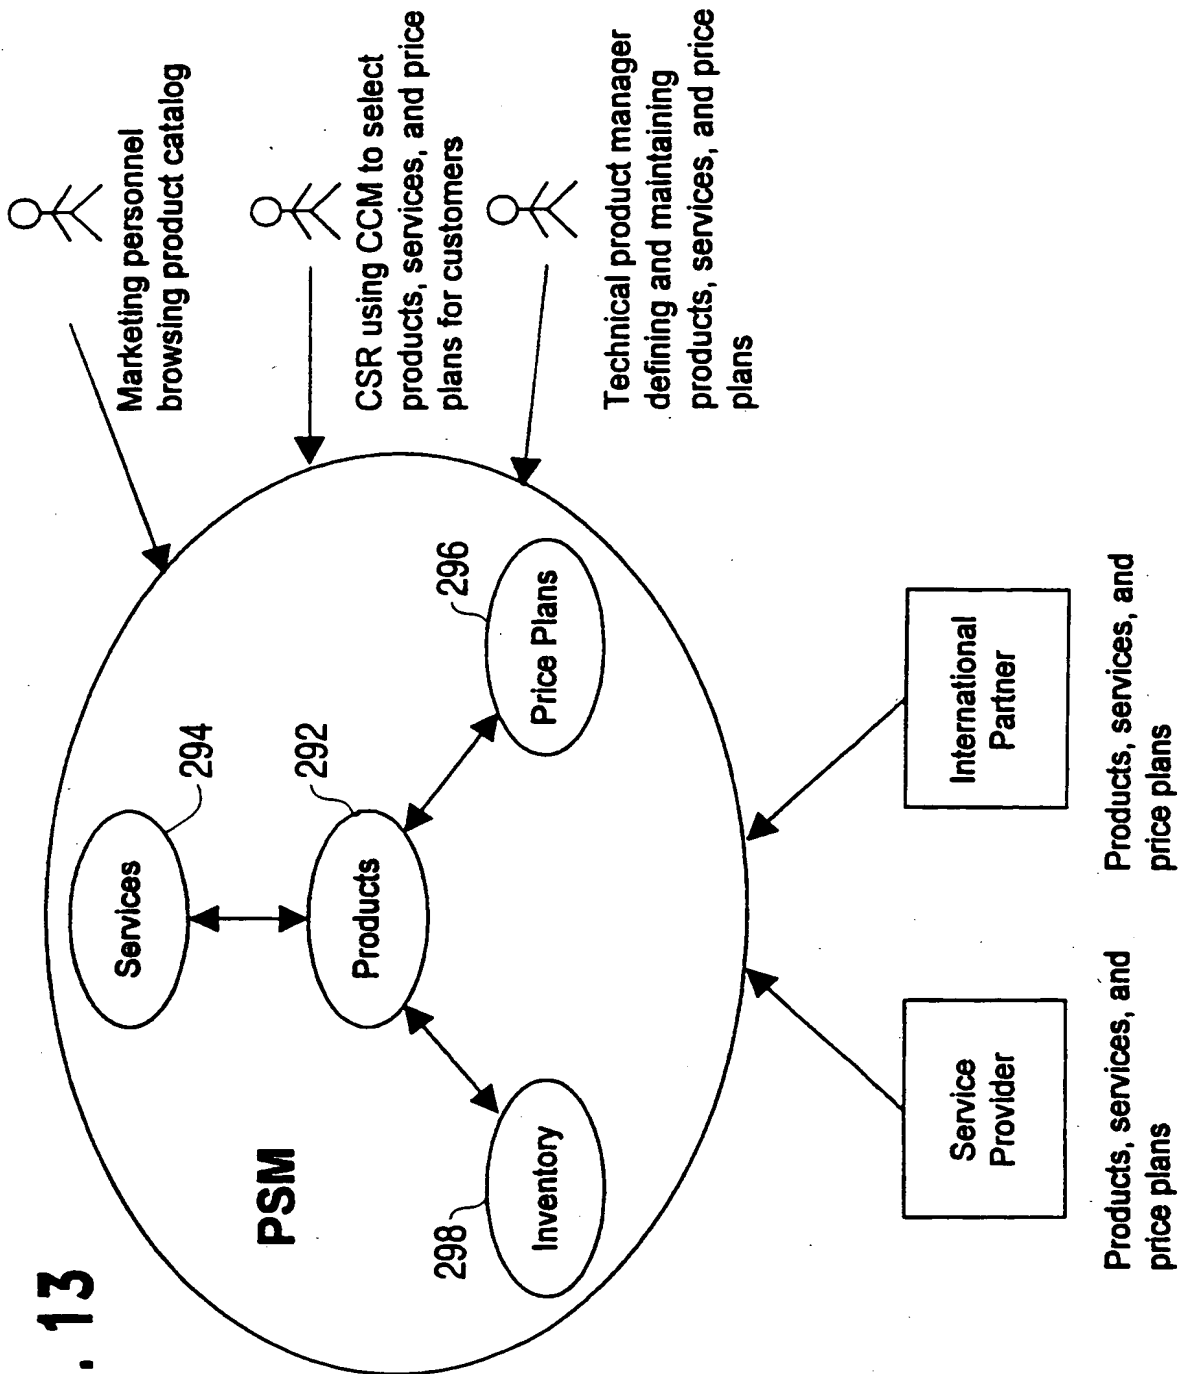 . 13
PSM
Services
294
Products
292
Inventory
298
Price Plans
296
Marketing personnel
browsing product catalog
CSR using CCM to select
products, services, and price
plans for customers
Technical product manager
defining and maintaining
products, services, and price
plans
Service
Provider
Products, services, and
price plans
International
Partner
Products, services, and
price plans